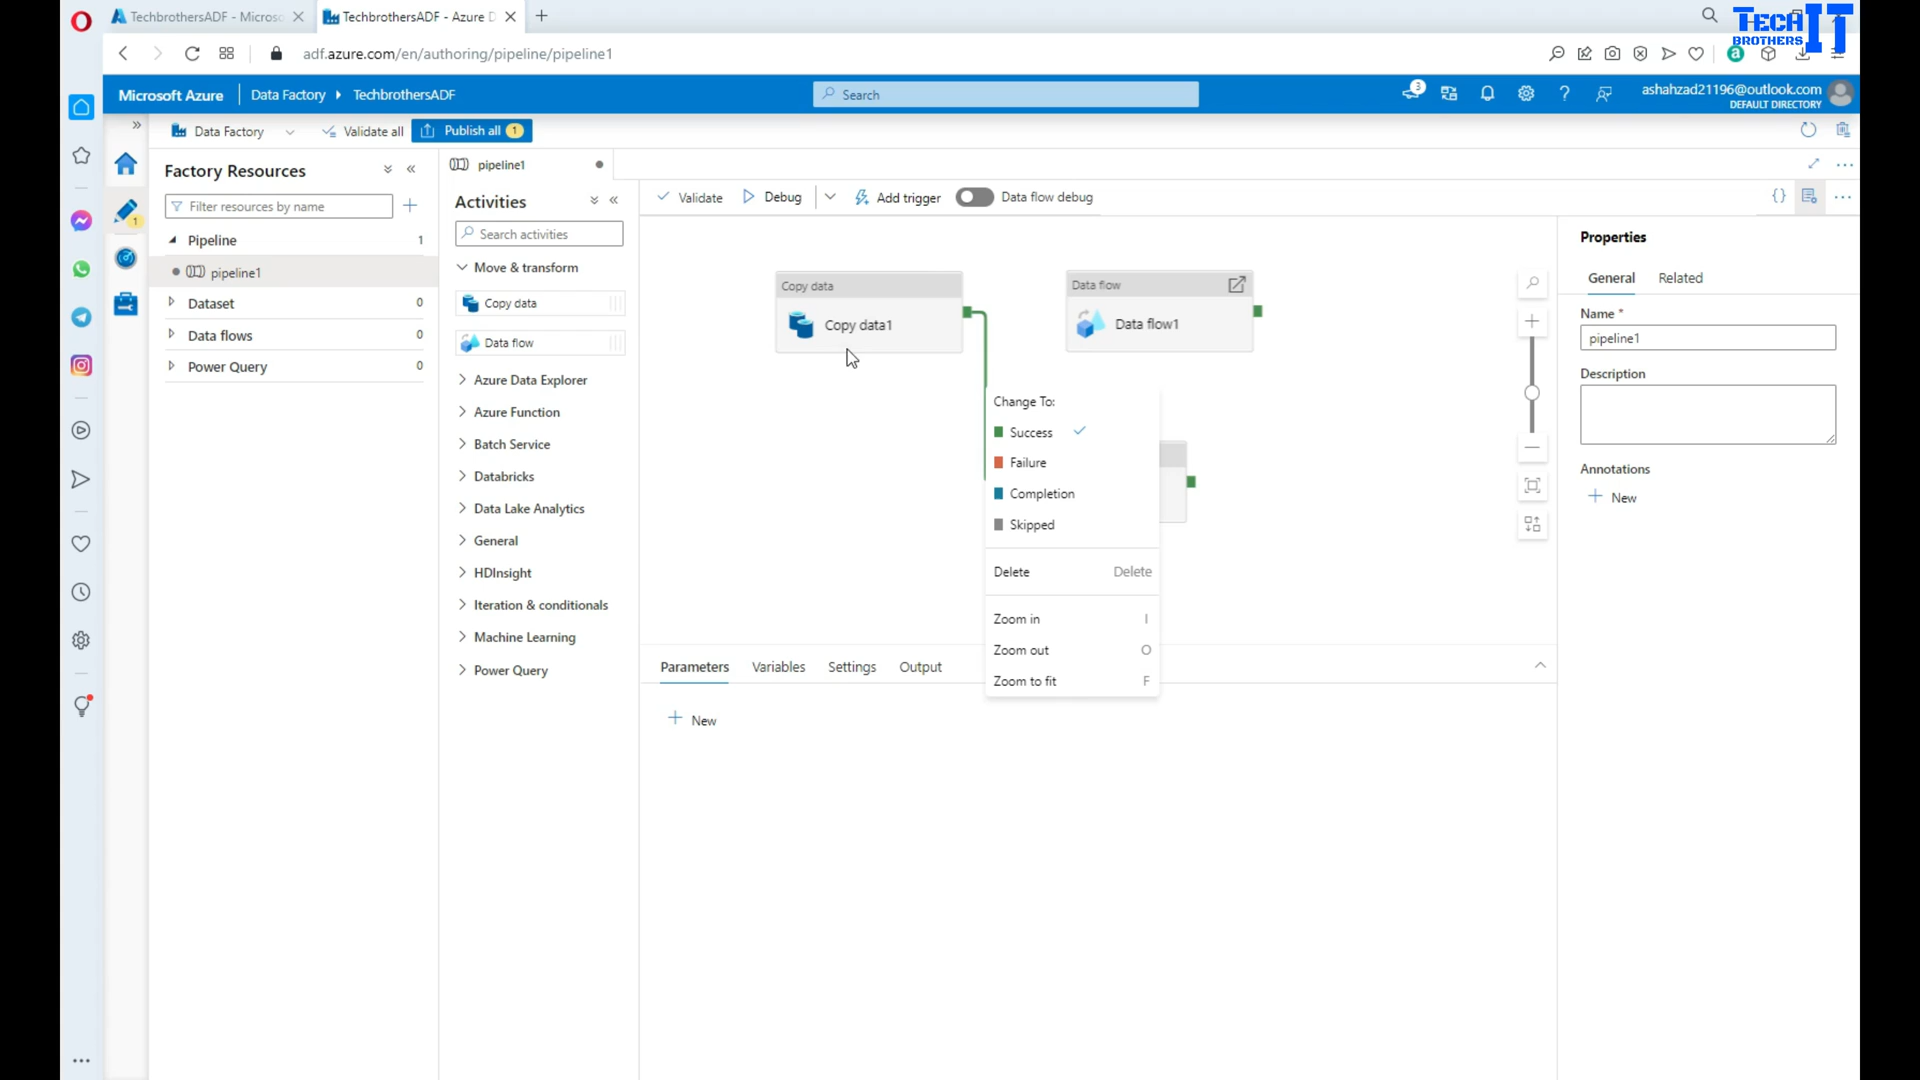 TechbrothersADF - Microso
TechbrothersADF - Azure D
TECH IT
BROTHERS
adf.azure.com/en/authoring/pipeline/pipeline1
Microsoft Azure
Data Factory
TechbrothersADF
Search
3
ashahzad21196@outlook.com
DEFAULT DIRECTORY
Data Factory
Validate all
Publish all 1
Factory Resources
Filter resources by name
Pipeline 1
pipeline1
Dataset 0
Data flows 0
Power Query 0
1
pipeline1
Activities
Search activities
Move & transform
Copy data
Data flow
Azure Data Explorer
Azure Function
Batch Service
Databricks
Data Lake Analytics
General
HDInsight
Iteration & conditionals
Machine Learning
Power Query
Validate
Debug
Add trigger
Data flow debug
Copy data
Copy data1
Data flow
Data flow1
Change To:
Success
Failure
Completion
Skipped
Delete Delete
Zoom in I
Zoom out O
Zoom to fit F
Parameters
Variables
Settings
Output
New
Properties
General
Related
Name *
pipeline1
Description
Annotations
New